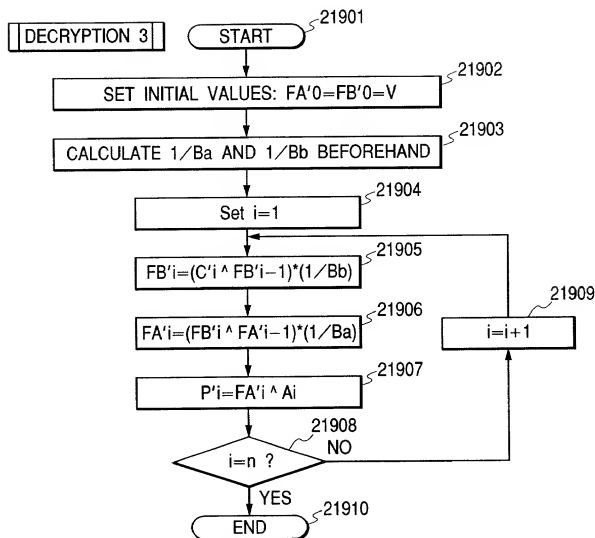 DECRYPTION 3
START
21901
SET INITIAL VALUES: FA'0=FB'0=V
21902
CALCULATE 1/Ba AND 1/Bb BEFOREHAND
21903
Set i=1
21904
FB'i=(C'i ^ FB'i-1)*(1/Bb)
21905
FA'i=(FB'i ^ FA'i-1)*(1/Ba)
21906
i=i+1
21909
P'i=FA'i ^ Ai
21907
i=n ?
21908
NO
YES
END
21910